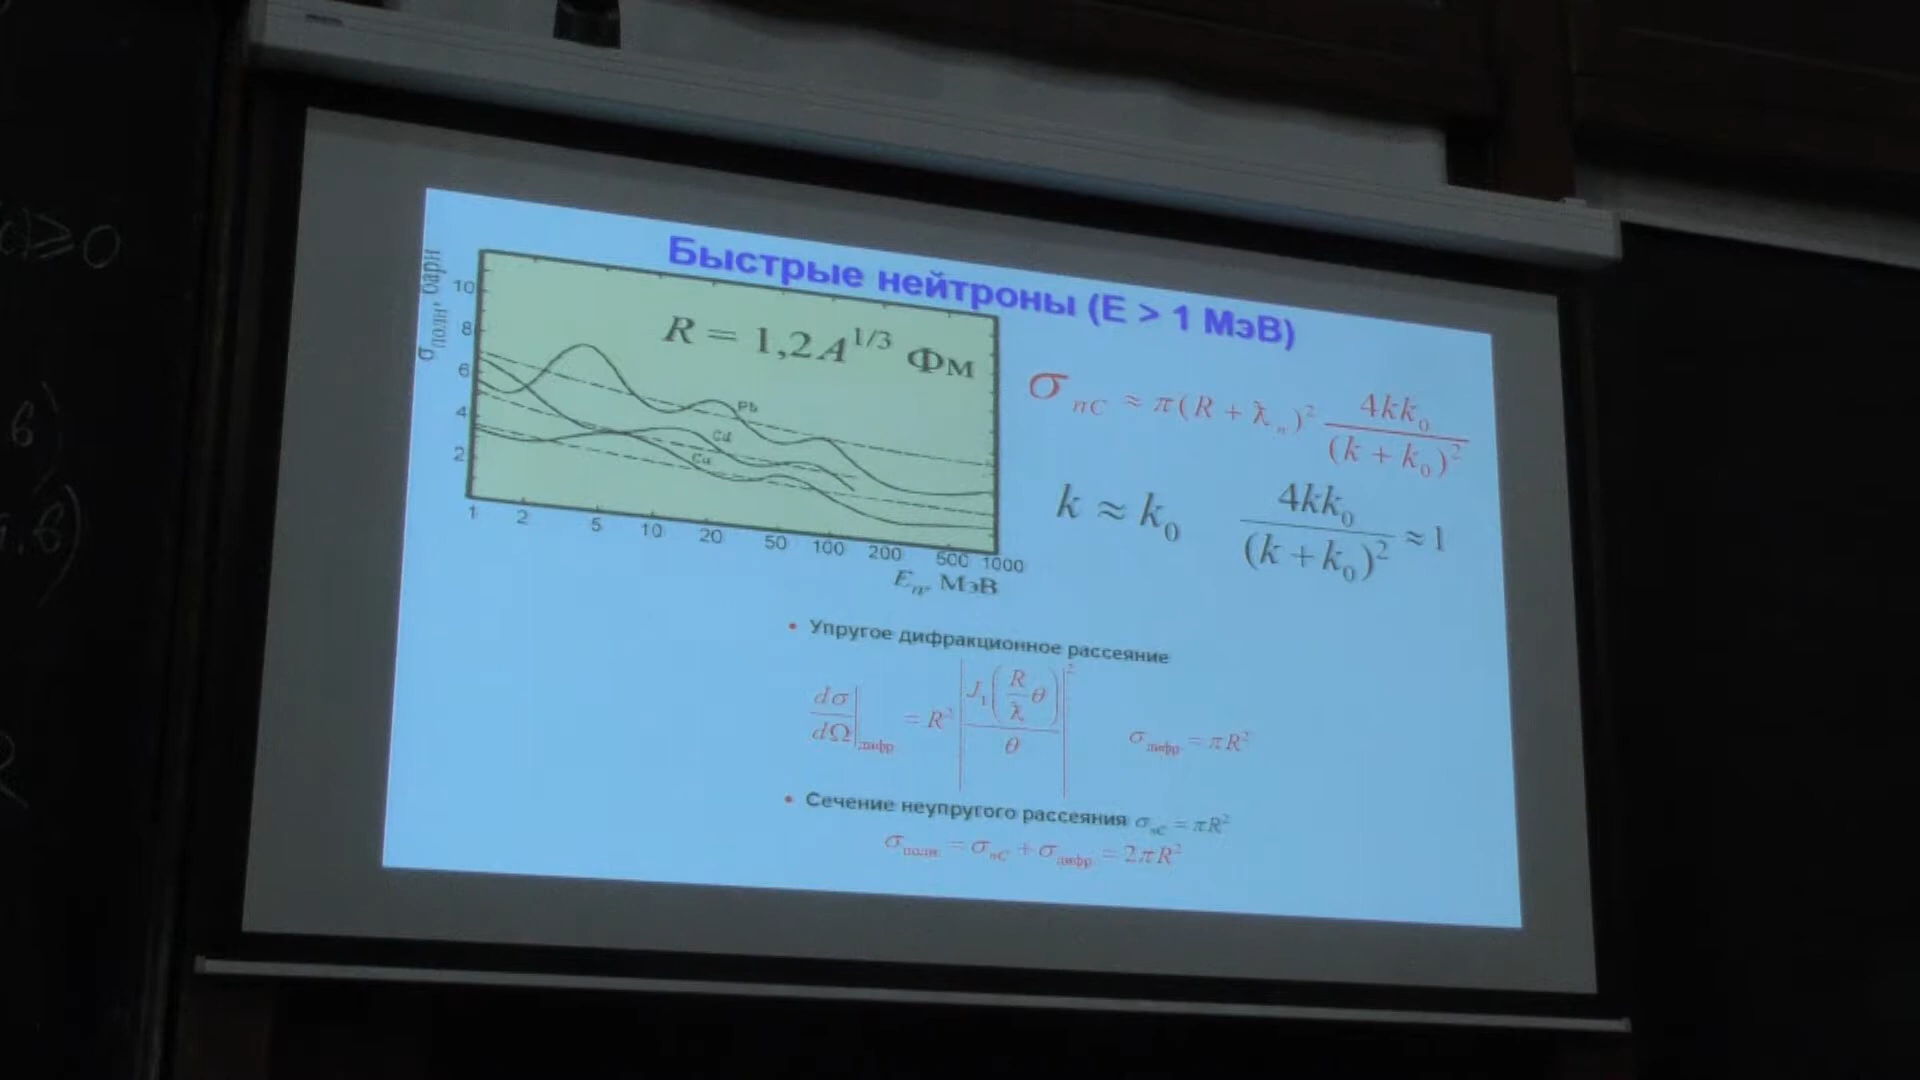 Быстрые нейтроны (E > 1 МэВ)
σполн, барн
10
8
6
4
2
R = 1,2A^1/3 Фм
Pb
Cd
Cu
1 2 5 10 20 50 100 200 500 1000
Eₙ, МэВ
σ nC ≈ π(R + ƛ n)² 4kk₀ / (k + k₀)²
k ≈ k₀ 4kk₀ / (k + k₀)² ≈ 1
• Упругое дифракционное рассеяние
dσ/dΩ|дифр = R² |J₁(R/ƛ θ) / θ|² σдифр = πR²
• Сечение неупругого рассеяния σnC = πR²
σполн = σnC + σдифр = 2πR²
≥0